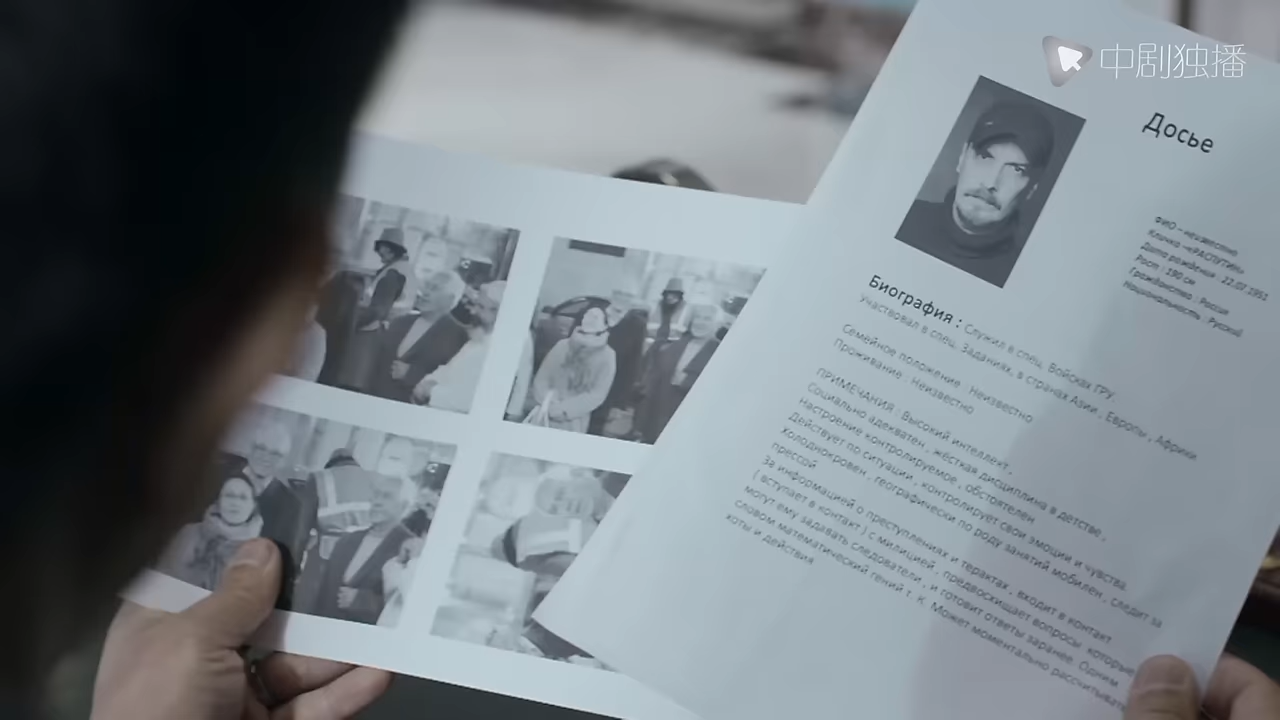 中剧独播
Досье
ФИО – неизвестно
Кличка «РАСПУТИН»
Дата рождения : 22.07.1951
Рост : 190 см
Гражданство : Россия
Национальность : Русский
Биография : Служил в спец. Войсках ГРУ.
Участвовал в спец. Заданиях, в странах Азии , Европы , Африки
Семейное положение : Неизвестно
Проживание : Неизвестно
ПРИМЕЧАНИЯ : Высокий интеллект,
Социально адекватен , жёсткая дисциплина в детстве ,
Настроение контролируемое , обстоятелен
Действует по ситуации , контролирует свои эмоции и чувства.
Холоднокровен , географически по роду занятий мобилен , следит за
прессой
За информацией о преступлениях и терактах , входит в контакт
( вступает в контакт ) с милицией , предвосхищает вопросы которые
могут ему задавать следователи , и готовит ответы заранее. Одним
словом математический гений т. к. Может моментально рассчитывать
ходы и действия